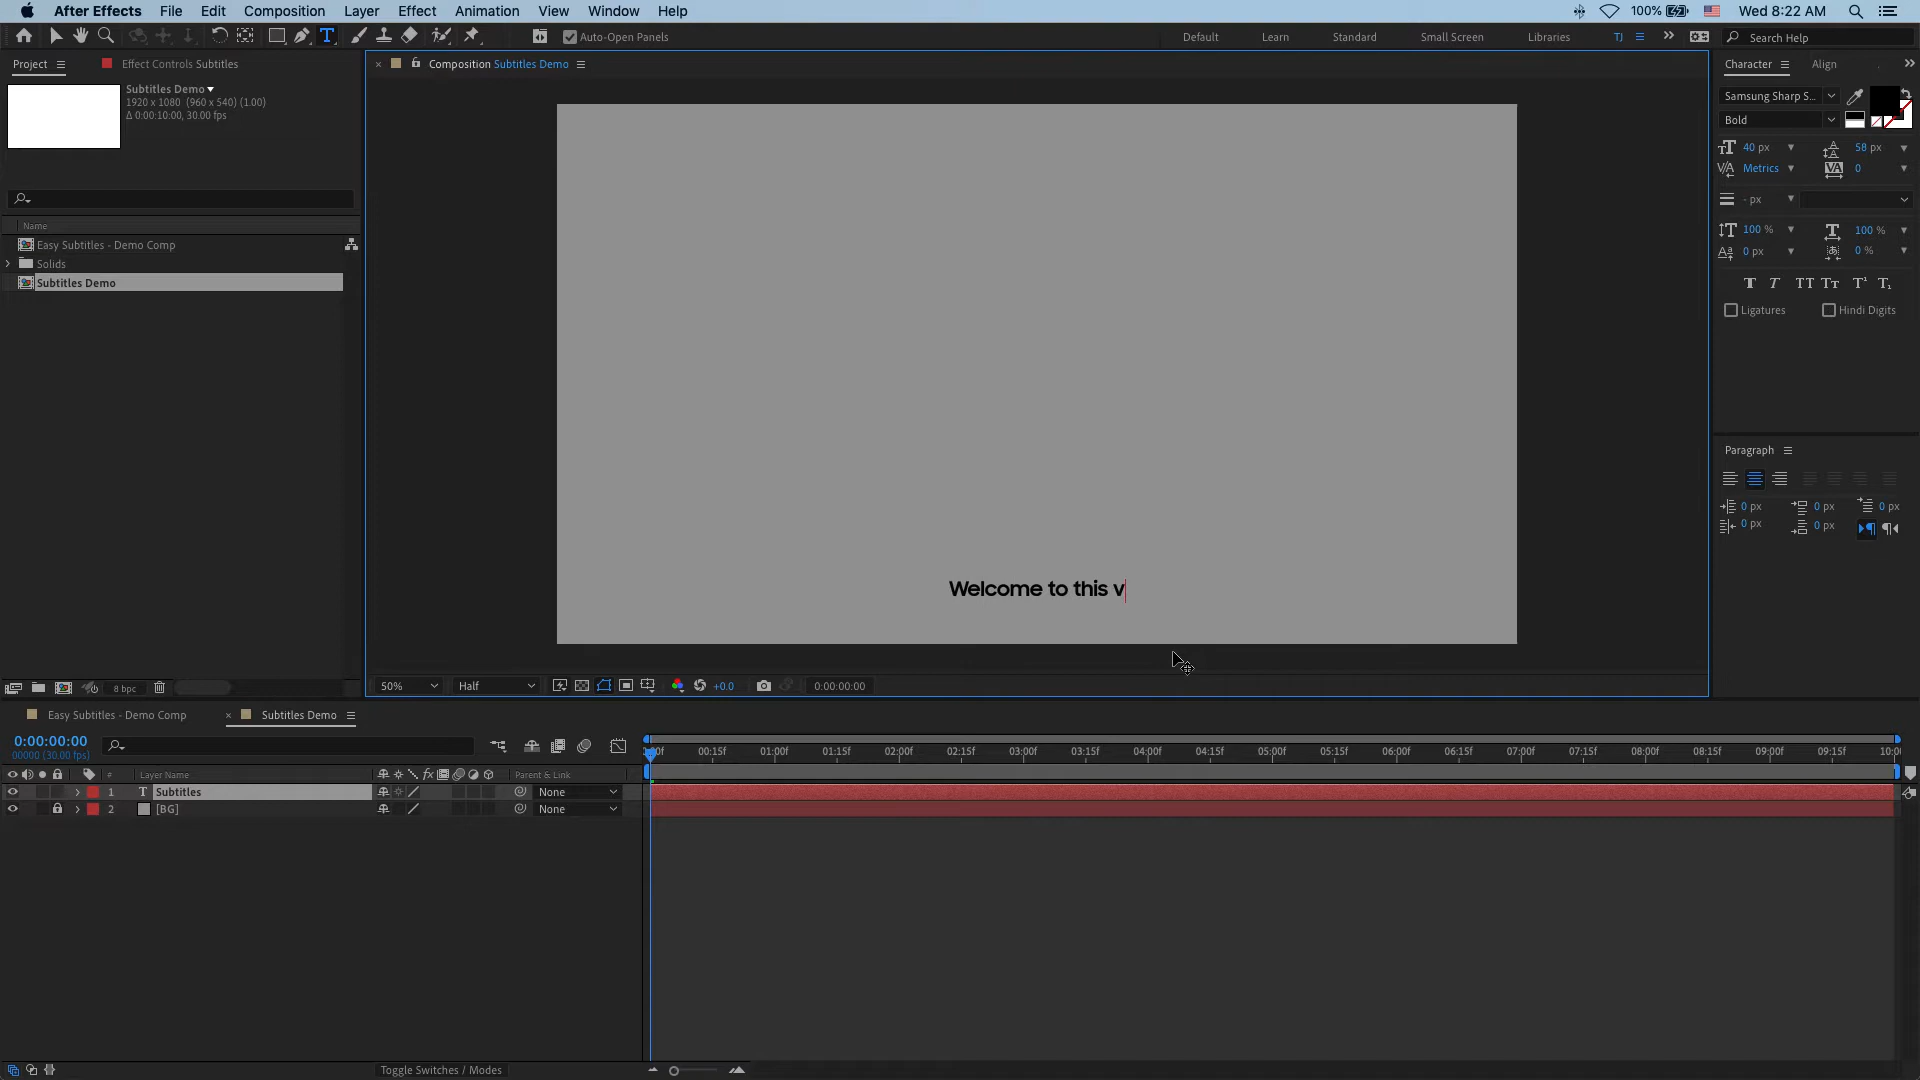 After Effects File Edit Composition Layer Effect Animation View Window Help 100% Wed 8:22 AM
Auto-Open Panels Default Learn Standard Small Screen Libraries TJ Search Help
Project Effect Controls Subtitles Composition Subtitles Demo Character Align
Subtitles Demo
1920 x 1080 (960 x 540) (1.00)
Δ 0:00:10:00, 30.00 fps
Samsung Sharp S...
Bold
40 px 58 px
Metrics 0
- px
Name
Easy Subtitles - Demo Comp
Solids
Subtitles Demo
100 % 100 %
0 px 0 %
Ligatures Hindi Digits
Paragraph
0 px 0 px 0 px
0 px 0 px
Welcome to this v
8 bpc 50% Half +0.0 0:00:00:00
Easy Subtitles - Demo Comp Subtitles Demo
0:00:00:00
00000 (30.00 fps)
00:15f 01:00f 01:15f 02:00f 02:15f 03:00f 03:15f 04:00f 04:15f 05:00f 05:15f 06:00f 06:15f 07:00f 07:15f 08:00f 08:15f 09:00f 09:15f
# Layer Name Parent & Link
1 T Subtitles None
2 [BG] None
Toggle Switches / Modes